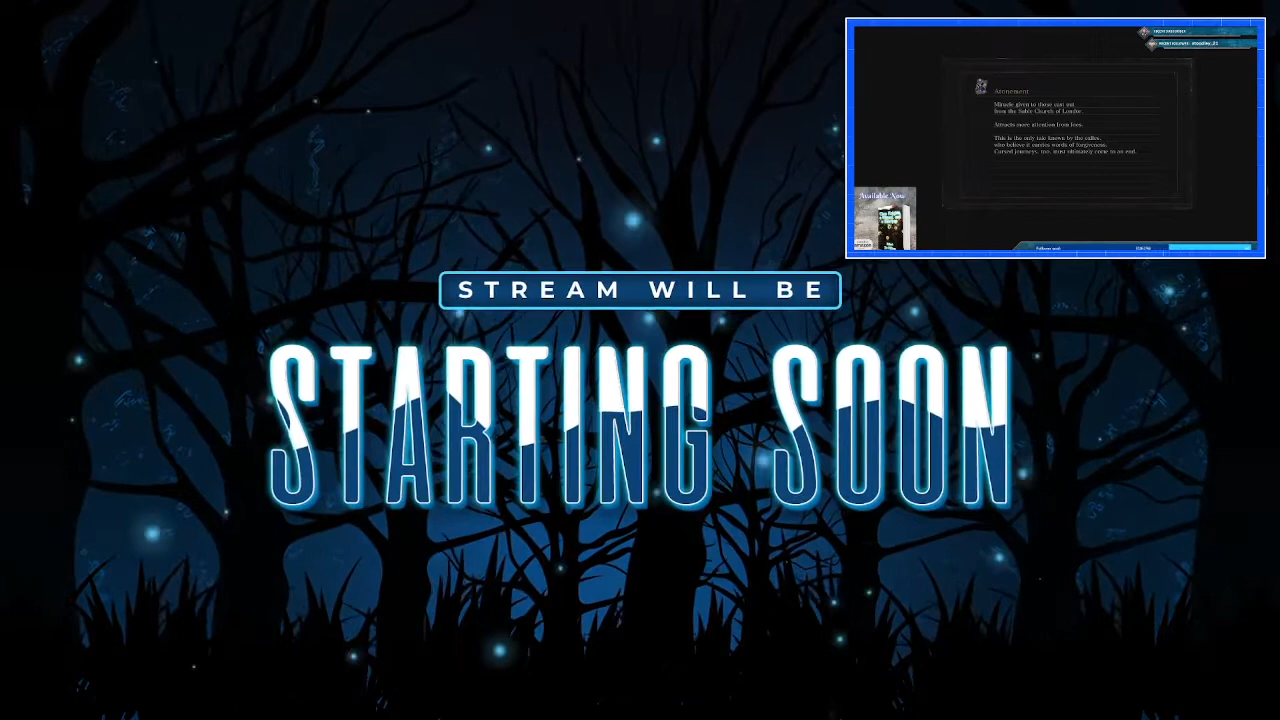 STREAM WILL BE
STARTING SOON
Atonement
Miracle given to those cast out
from the Sable Church of Londor.
Attracts more attention from foes.
This is the only tale known by the exiles,
who believe it carries words of forgiveness.
Cursed journeys, too, must ultimately come to an end.
Available Now
amazon